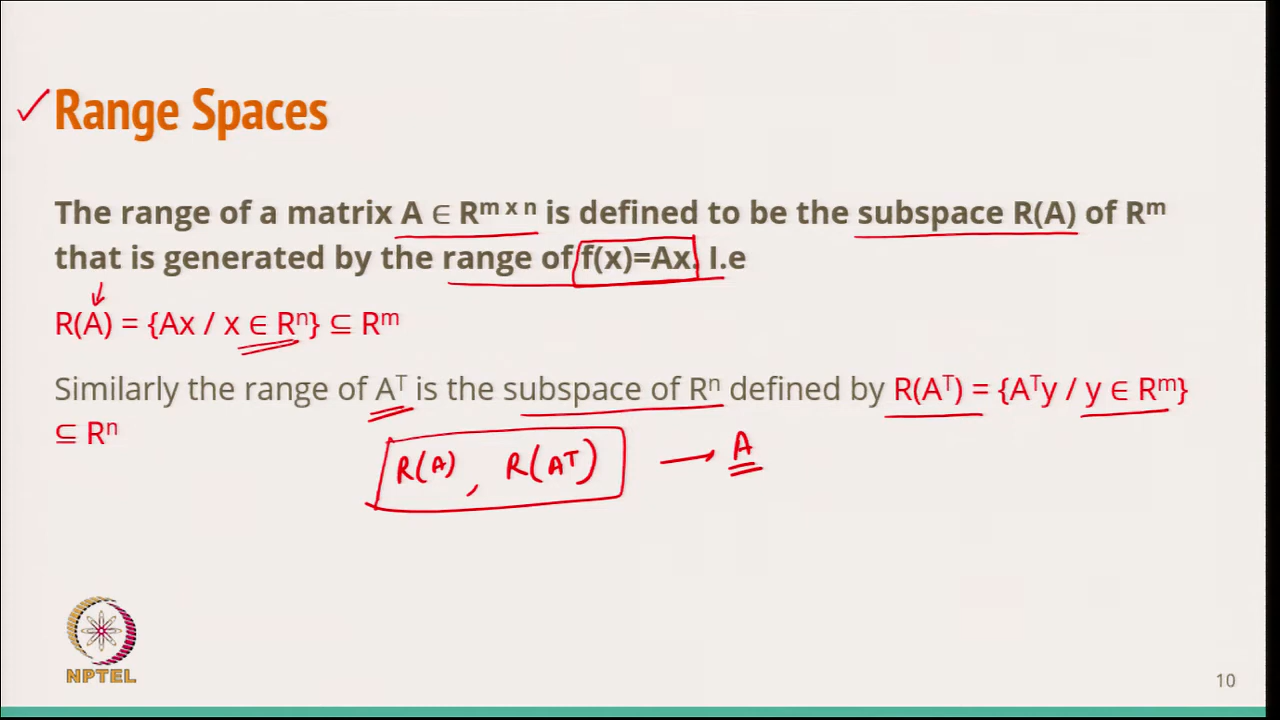 Range Spaces
The range of a matrix A ∈ Rᵐ ˣ ⁿ is defined to be the subspace R(A) of Rᵐ
that is generated by the range of f(x)=Ax. I.e
R(A) = {Ax / x ∈ Rⁿ} ⊆ Rᵐ
Similarly the range of Aᵀ is the subspace of Rⁿ defined by R(Aᵀ) = {Aᵀy / y ∈ Rᵐ}
⊆ Rⁿ
R(A), R(Aᵀ) → A
NPTEL
10